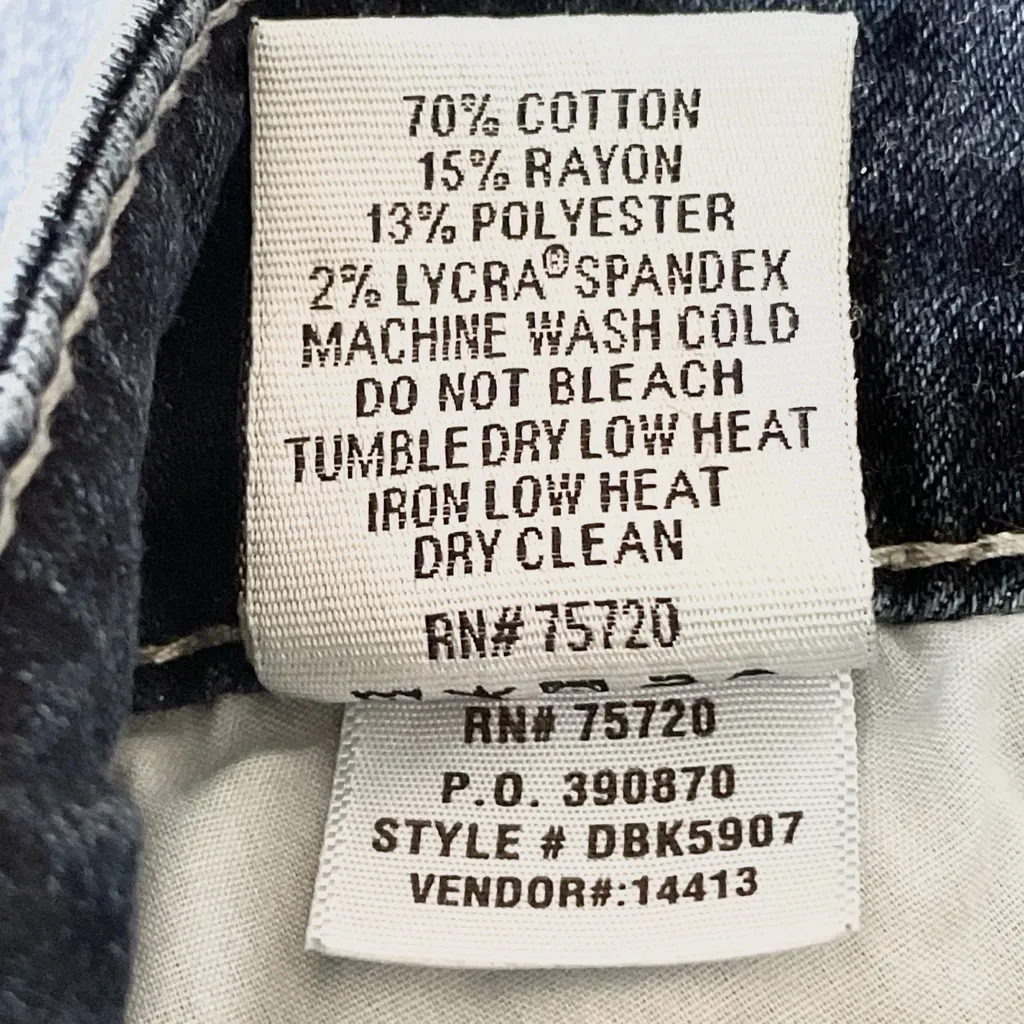 70% COTTON
15% RAYON
13% POLYESTER
2% LYCRA® SPANDEX
MACHINE WASH COLD
DO NOT BLEACH
TUMBLE DRY LOW HEAT
IRON LOW HEAT
DRY CLEAN
RN# 75720
RN# 75720
P.O. 390870
STYLE # DBK5907
VENDOR#:14413